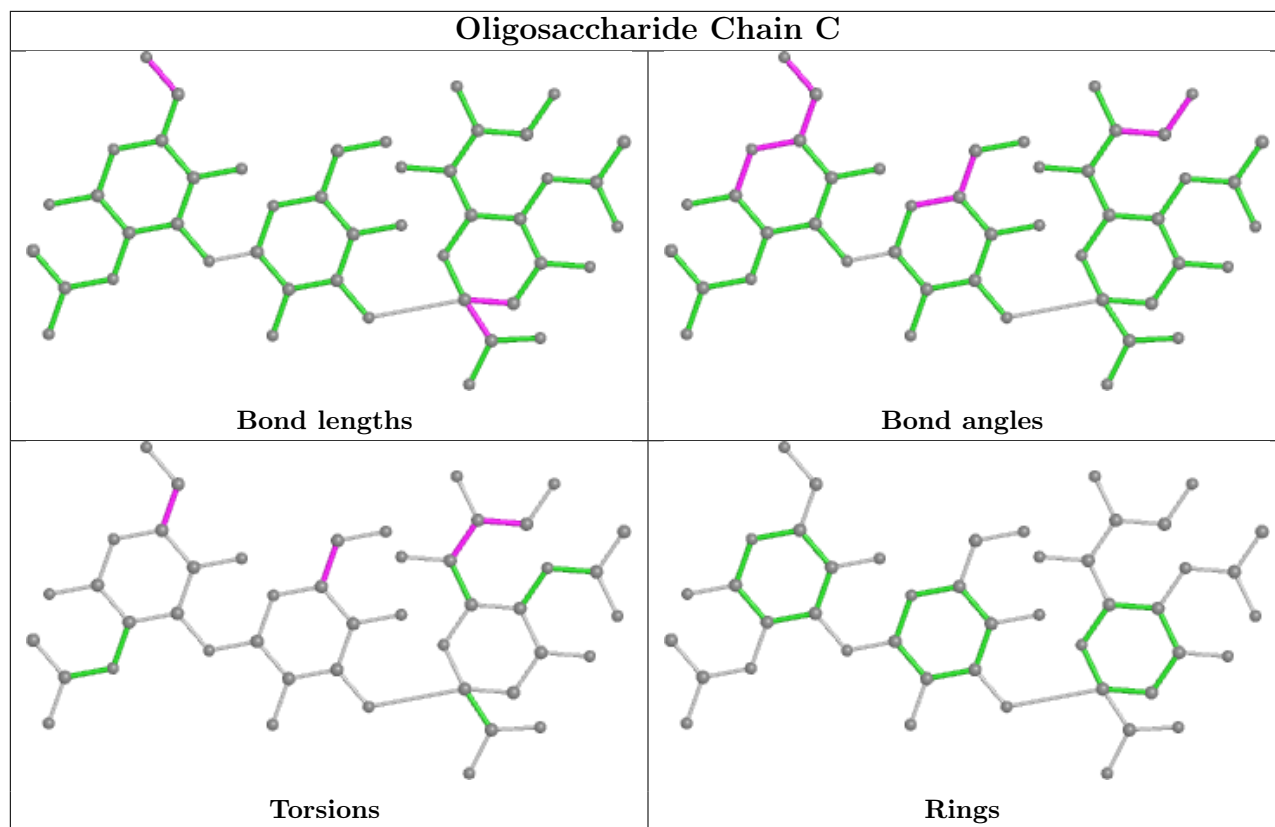 Oligosaccharide Chain C
Bond lengths
Bond angles
Torsions
Rings